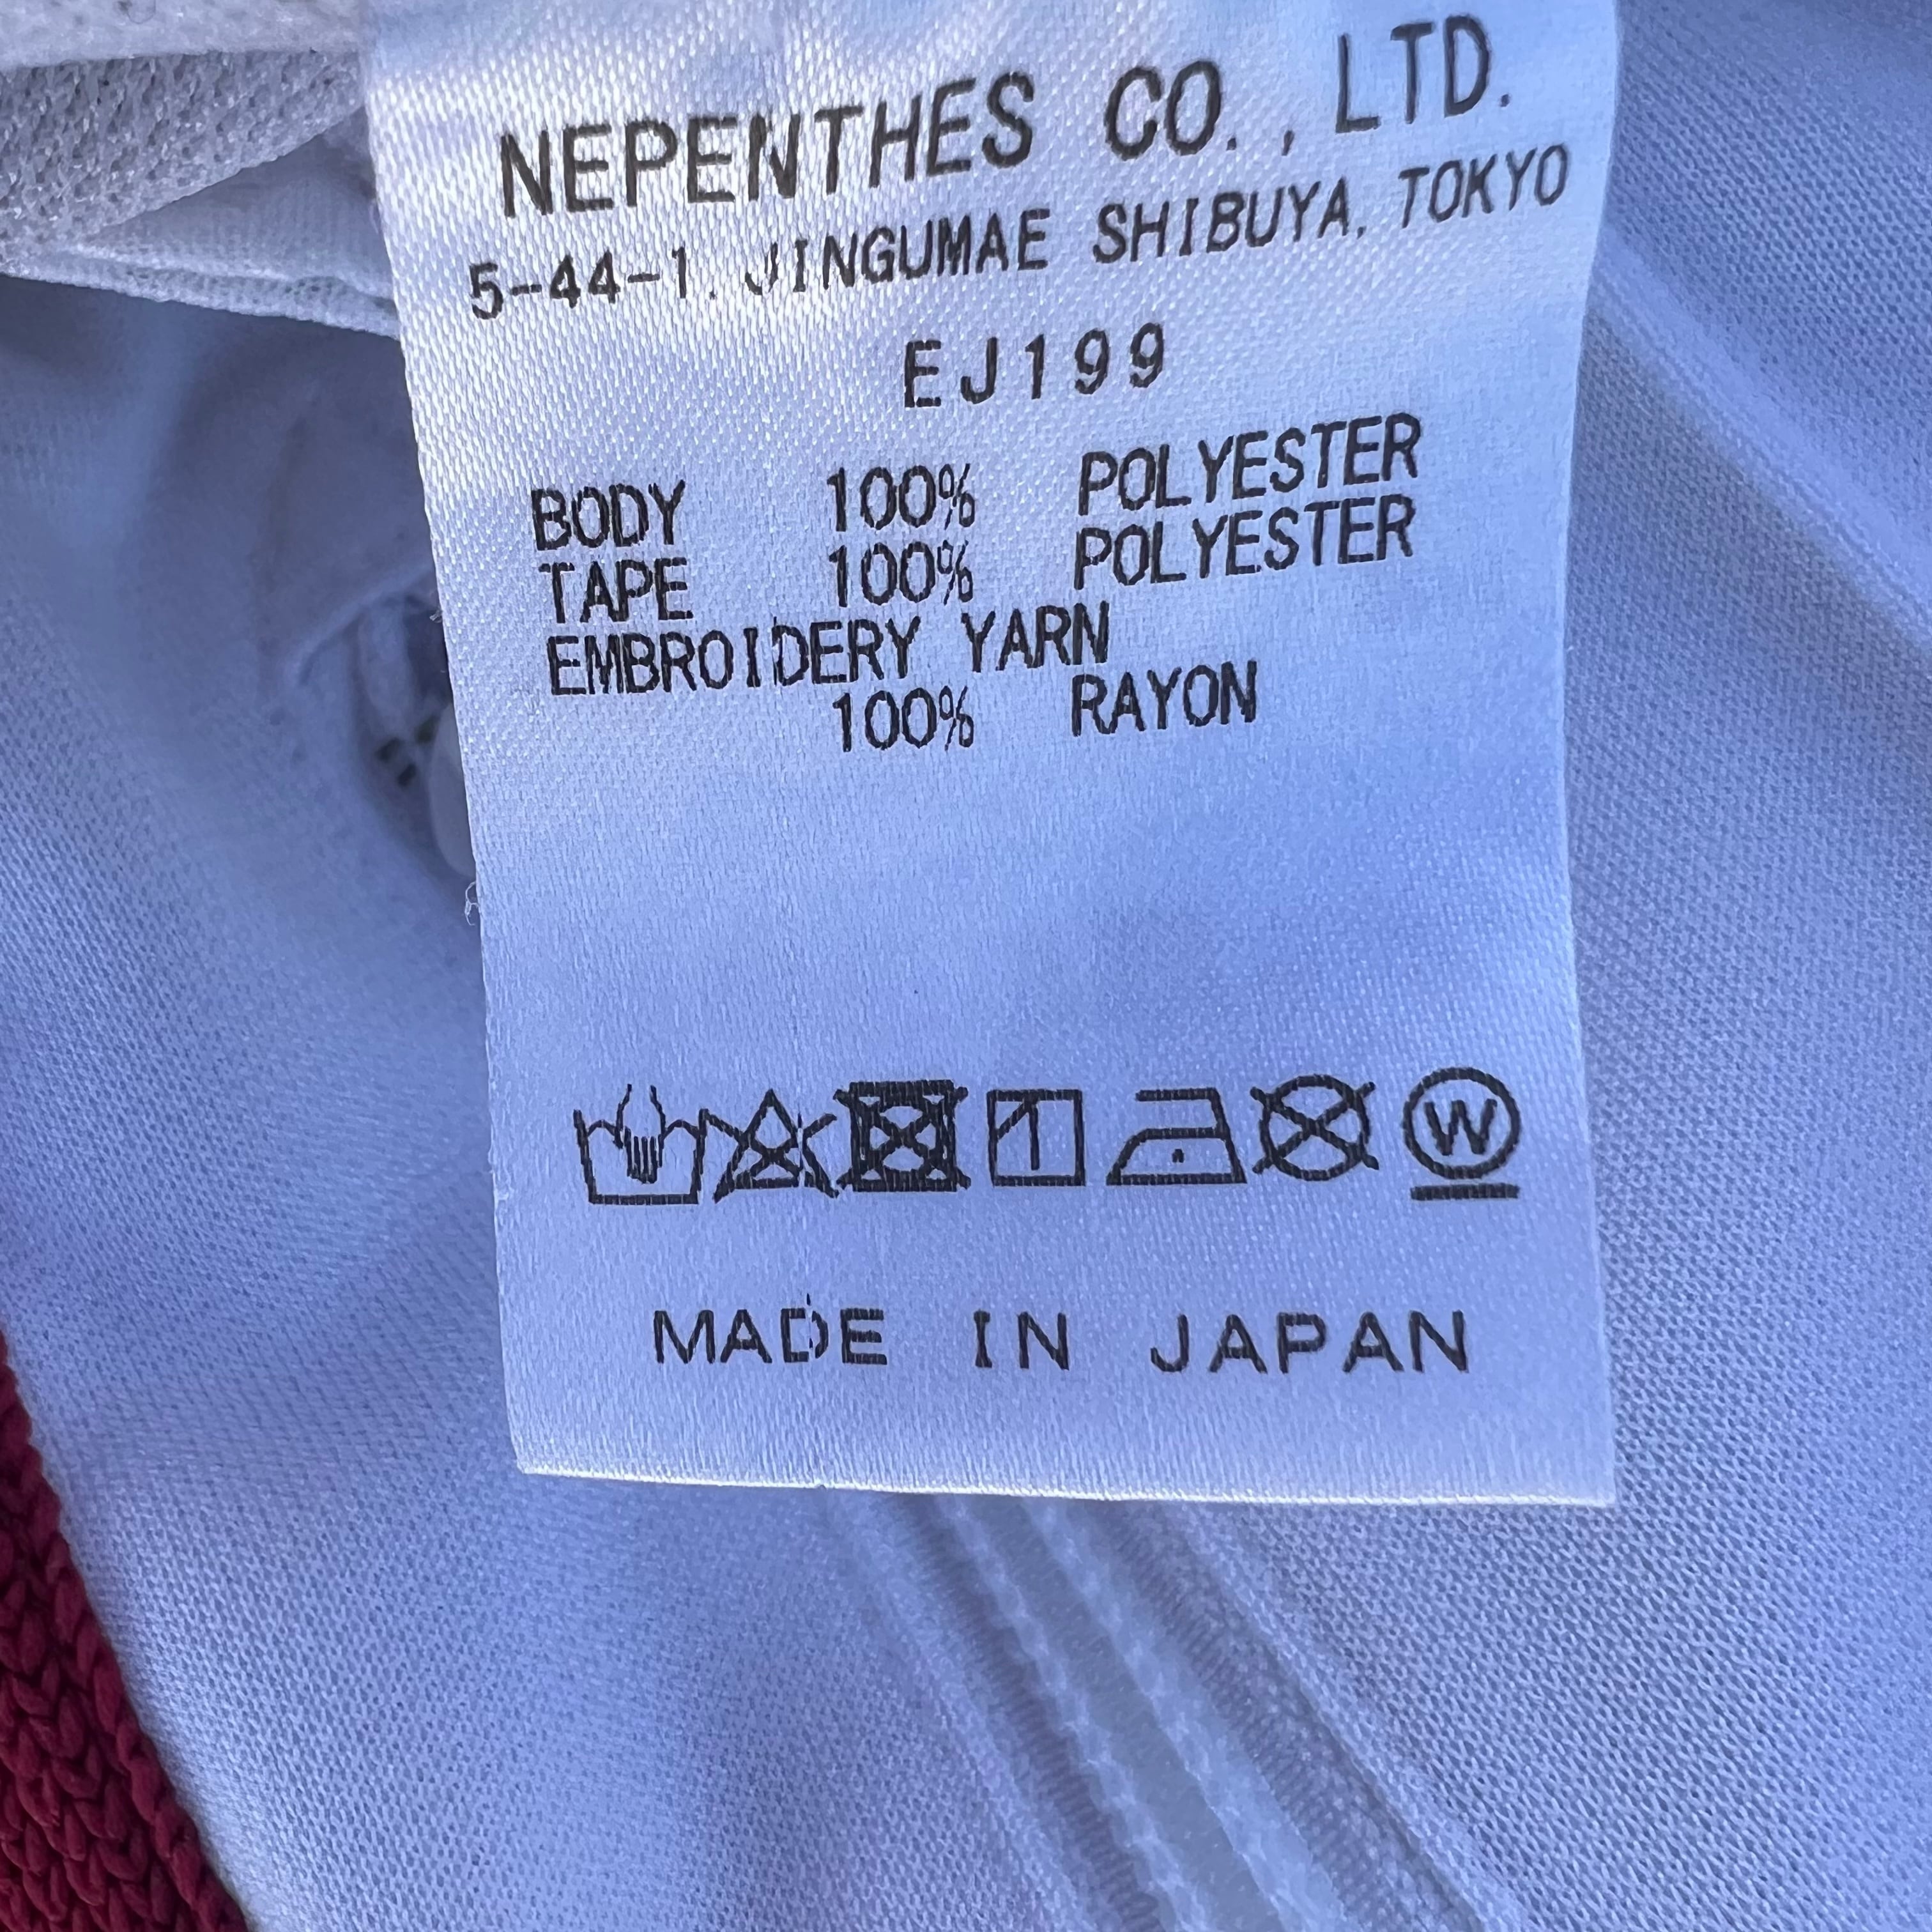 NEPENTHES CO., LTD.
5-44-1. JINGUMAE SHIBUYA, TOKYO
EJ199
BODY 100% POLYESTER
TAPE 100% POLYESTER
EMBROIDERY YARN
100% RAYON
W
MADE IN JAPAN